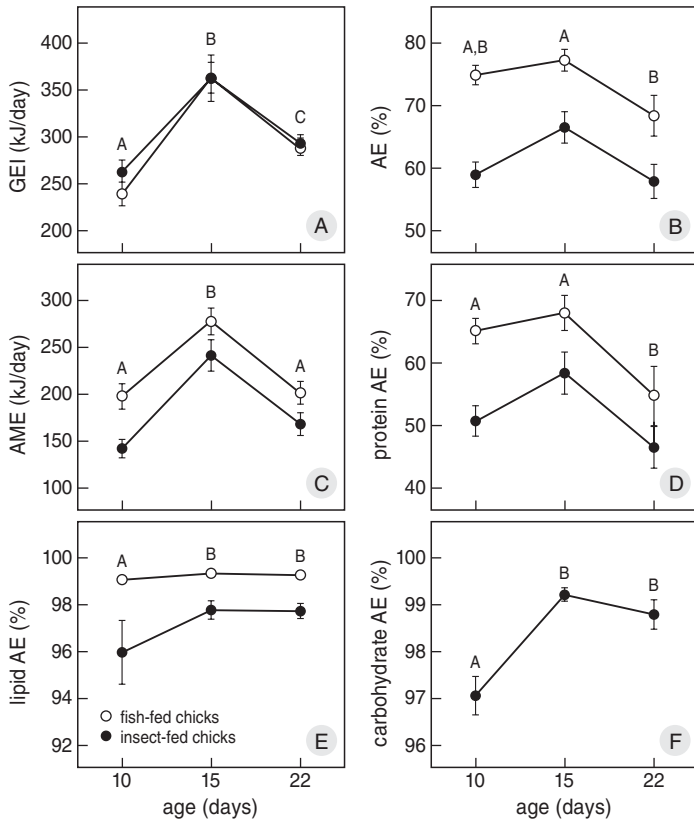 GEI (kJ/day)
400
350
300
250
200
A
B
C
A
AE (%)
80
70
60
50
A,B
A
B
B
AME (kJ/day)
300
250
200
150
100
A
B
A
C
protein AE (%)
70
60
50
40
A
A
B
D
lipid AE (%)
100
98
96
94
92
A
B
B
fish-fed chicks
insect-fed chicks
E
10 15 22
age (days)
carbohydrate AE (%)
100
99
98
97
96
A
B
B
F
10 15 22
age (days)